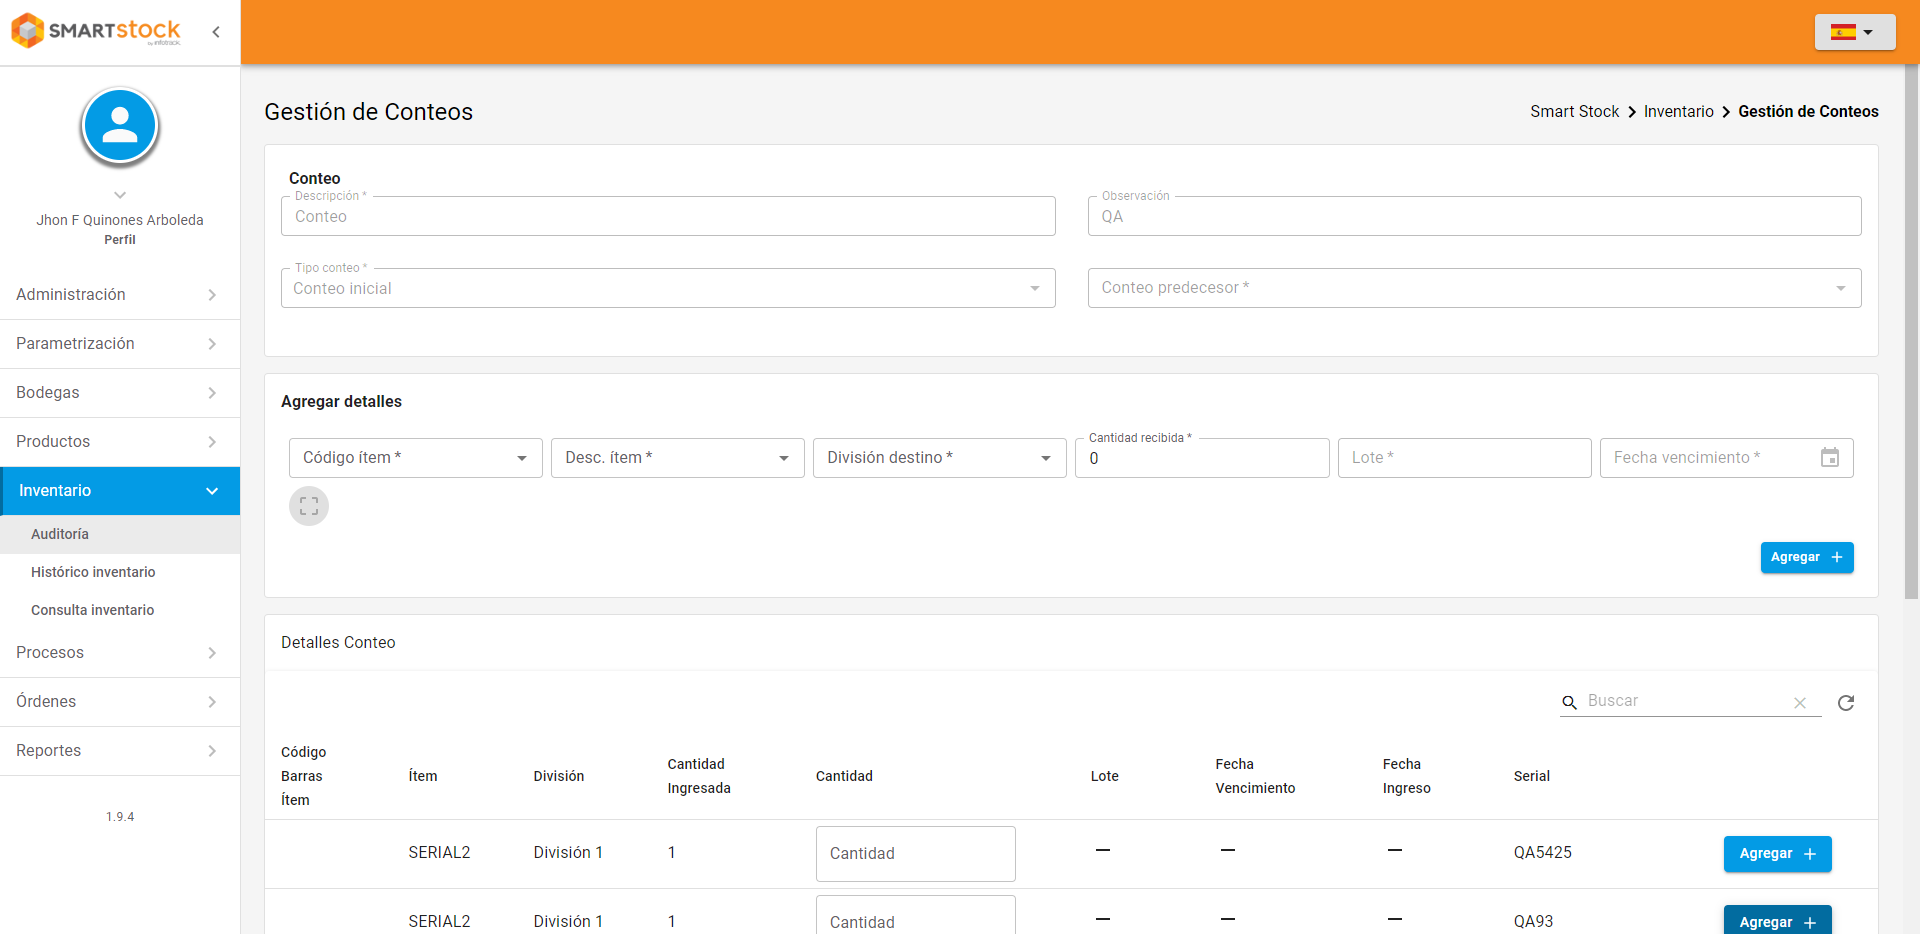 SMARTstock
by infotrack.
Jhon F Quinones Arboleda
Perfil
Administración
Parametrización
Bodegas
Productos
Inventario
Auditoría
Histórico inventario
Consulta inventario
Procesos
Órdenes
Reportes
1.9.4
Gestión de Conteos
Smart Stock > Inventario > Gestión de Conteos
Conteo
Descripción * Observación
Conteo QA
Tipo conteo *
Conteo inicial Conteo predecesor *
Agregar detalles
Cantidad recibida *
Código ítem * Desc. ítem * División destino * 0 Lote * Fecha vencimiento *
Agregar +
Detalles Conteo
Buscar
Código Barras Ítem Ítem División Cantidad Ingresada Cantidad Lote Fecha Vencimiento Fecha Ingreso Serial
SERIAL2 División 1 1 Cantidad — — — QA5425 Agregar +
SERIAL2 División 1 1 Cantidad — — — QA93 Agregar +